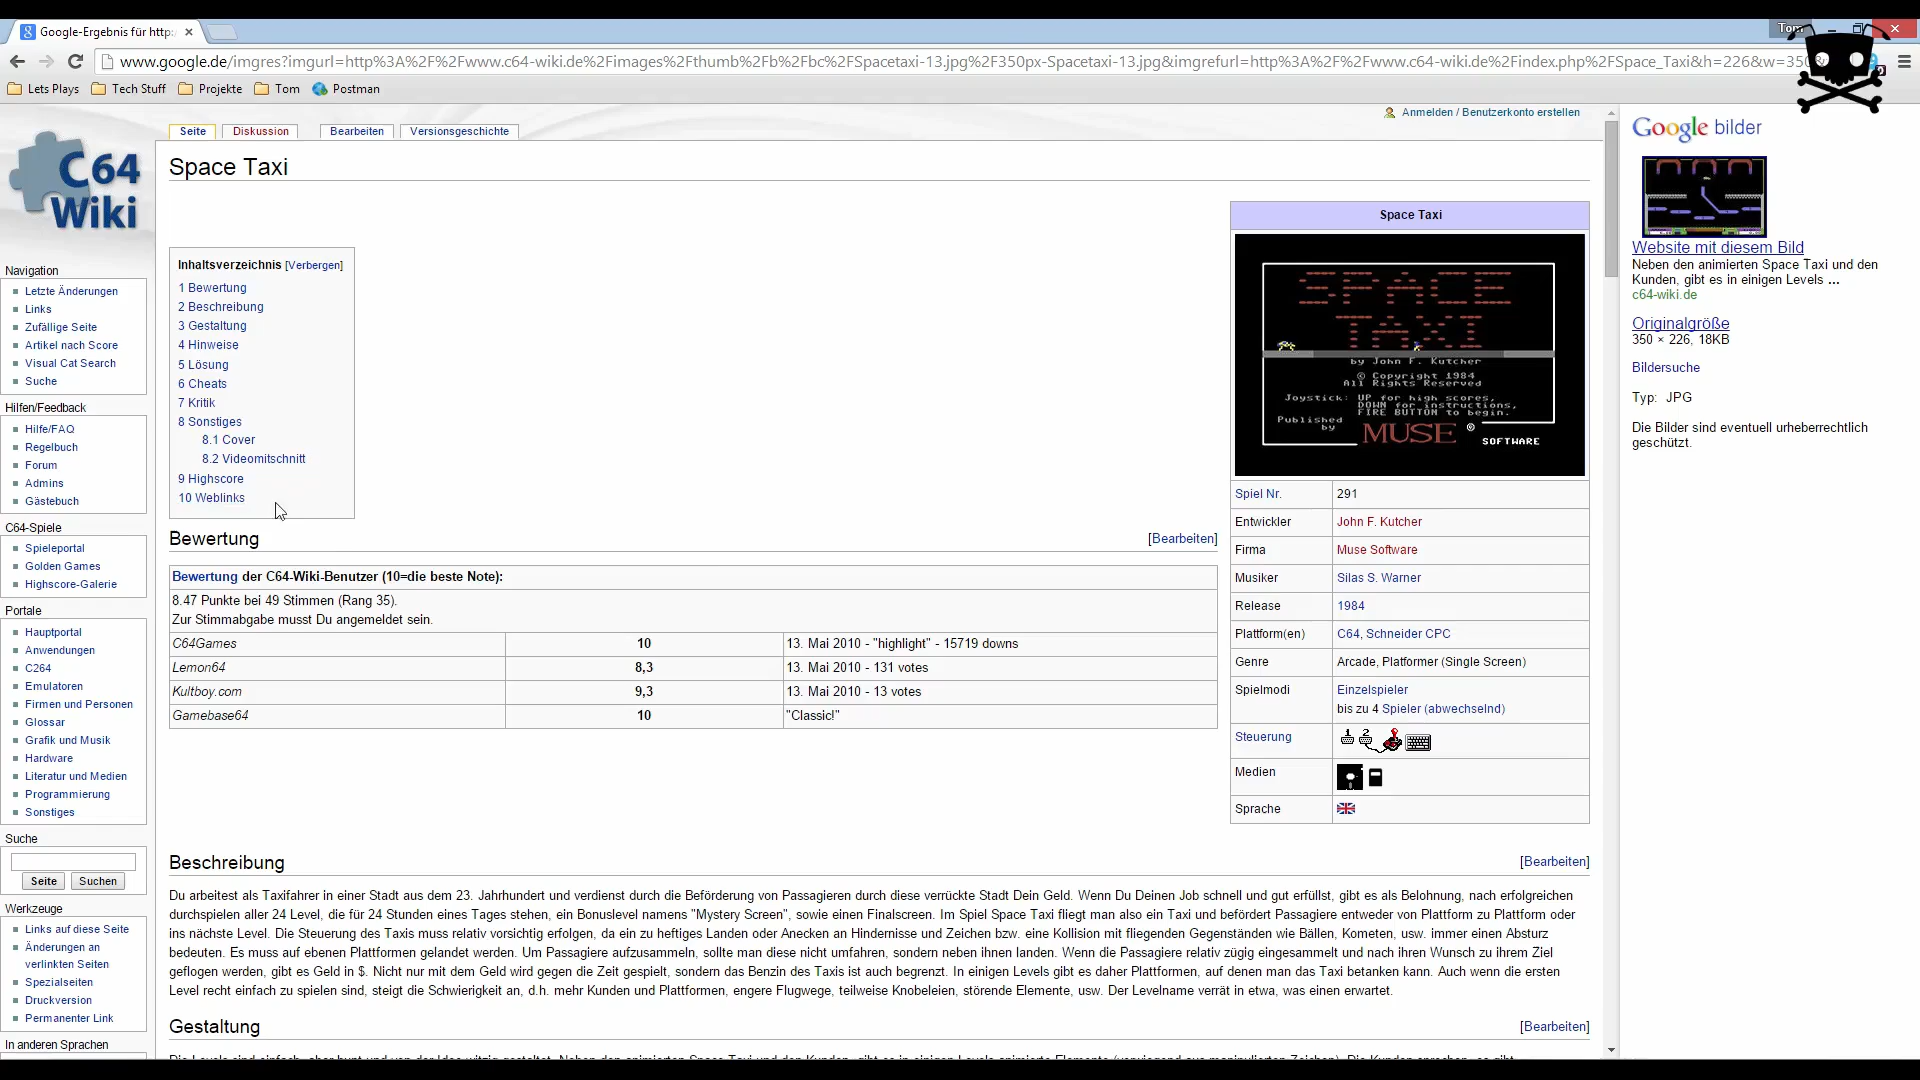 Google-Ergebnis für http:
Tom
www.google.de/imgres?imgurl=http%3A%2F%2Fwww.c64-wiki.de%2Fimages%2Fthumb%2Fb%2Fbc%2FSpacetaxi-13.jpg%2F350px-Spacetaxi-13.jpg&imgrefurl=http%3A%2F%2Fwww.c64-wiki.de%2Findex.php%2FSpace_Taxi&h=226&w=350&
Lets Plays Tech Stuff Projekte Tom Postman
Anmelden / Benutzerkonto erstellen
Seite Diskussion Bearbeiten Versionsgeschichte
C64
Wiki
Navigation
Letzte Änderungen
Links
Zufällige Seite
Artikel nach Score
Visual Cat Search
Suche
Hilfen/Feedback
Hilfe/FAQ
Regelbuch
Forum
Admins
Gästebuch
C64-Spiele
Spieleportal
Golden Games
Highscore-Galerie
Portale
Hauptportal
Anwendungen
C264
Emulatoren
Firmen und Personen
Glossar
Grafik und Musik
Hardware
Literatur und Medien
Programmierung
Sonstiges
Suche
Seite Suchen
Werkzeuge
Links auf diese Seite
Änderungen an
verlinkten Seiten
Spezialseiten
Druckversion
Permanenter Link
In anderen Sprachen
Space Taxi
Inhaltsverzeichnis [Verbergen]
1 Bewertung
2 Beschreibung
3 Gestaltung
4 Hinweise
5 Lösung
6 Cheats
7 Kritik
8 Sonstiges
8.1 Cover
8.2 Videomitschnitt
9 Highscore
10 Weblinks
Bewertung [Bearbeiten]
Bewertung der C64-Wiki-Benutzer (10=die beste Note):
8.47 Punkte bei 49 Stimmen (Rang 35).
Zur Stimmabgabe musst Du angemeldet sein.
C64Games 10 13. Mai 2010 - "highlight" - 15719 downs
Lemon64 8,3 13. Mai 2010 - 131 votes
Kultboy.com 9,3 13. Mai 2010 - 13 votes
Gamebase64 10 "Classic!"
Space Taxi
SPACE
TAXI
by John F. Kutcher
© Copyright 1984
All Rights Reserved
Joystick: UP for high scores,
DOWN for instructions,
FIRE BUTTON to begin.
Published
by MUSE ® SOFTWARE
Spiel Nr. 291
Entwickler John F. Kutcher
Firma Muse Software
Musiker Silas S. Warner
Release 1984
Plattform(en) C64, Schneider CPC
Genre Arcade, Platformer (Single Screen)
Spielmodi Einzelspieler
bis zu 4 Spieler (abwechselnd)
Steuerung 1 2
Medien
Sprache
Beschreibung [Bearbeiten]
Du arbeitest als Taxifahrer in einer Stadt aus dem 23. Jahrhundert und verdienst durch die Beförderung von Passagieren durch diese verrückte Stadt Dein Geld. Wenn Du Deinen Job schnell und gut erfüllst, gibt es als Belohnung, nach erfolgreichen
durchspielen aller 24 Level, die für 24 Stunden eines Tages stehen, ein Bonuslevel namens "Mystery Screen", sowie einen Finalscreen. Im Spiel Space Taxi fliegt man also ein Taxi und befördert Passagiere entweder von Plattform zu Plattform oder
ins nächste Level. Die Steuerung des Taxis muss relativ vorsichtig erfolgen, da ein zu heftiges Landen oder Anecken an Hindernisse und Zeichen bzw. eine Kollision mit fliegenden Gegenständen wie Bällen, Kometen, usw. immer einen Absturz
bedeuten. Es muss auf ebenen Plattformen gelandet werden. Um Passagiere aufzusammeln, sollte man diese nicht umfahren, sondern neben ihnen landen. Wenn die Passagiere relativ zügig eingesammelt und nach ihren Wunsch zu ihrem Ziel
geflogen werden, gibt es Geld in $. Nicht nur mit dem Geld wird gegen die Zeit gespielt, sondern das Benzin des Taxis ist auch begrenzt. In einigen Levels gibt es daher Plattformen, auf denen man das Taxi betanken kann. Auch wenn die ersten
Level recht einfach zu spielen sind, steigt die Schwierigkeit an, d.h. mehr Kunden und Plattformen, engere Flugwege, teilweise Knobeleien, störende Elemente, usw. Der Levelname verrät in etwa, was einen erwartet.
Gestaltung [Bearbeiten]
Google bilder
Website mit diesem Bild
Neben den animierten Space Taxi und den
Kunden, gibt es in einigen Levels ...
c64-wiki.de
Originalgröße
350 × 226, 18KB
Bildersuche
Typ: JPG
Die Bilder sind eventuell urheberrechtlich
geschützt.